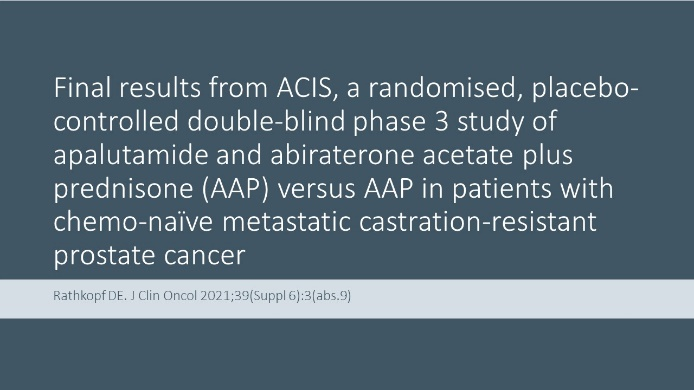 Final results from ACIS, a randomised, placebo-
controlled double-blind phase 3 study of
apalutamide and abiraterone acetate plus
prednisone (AAP) versus AAP in patients with
chemo-naïve metastatic castration-resistant
prostate cancer
Rathkopf DE. J Clin Oncol 2021;39(Suppl 6):3(abs.9)